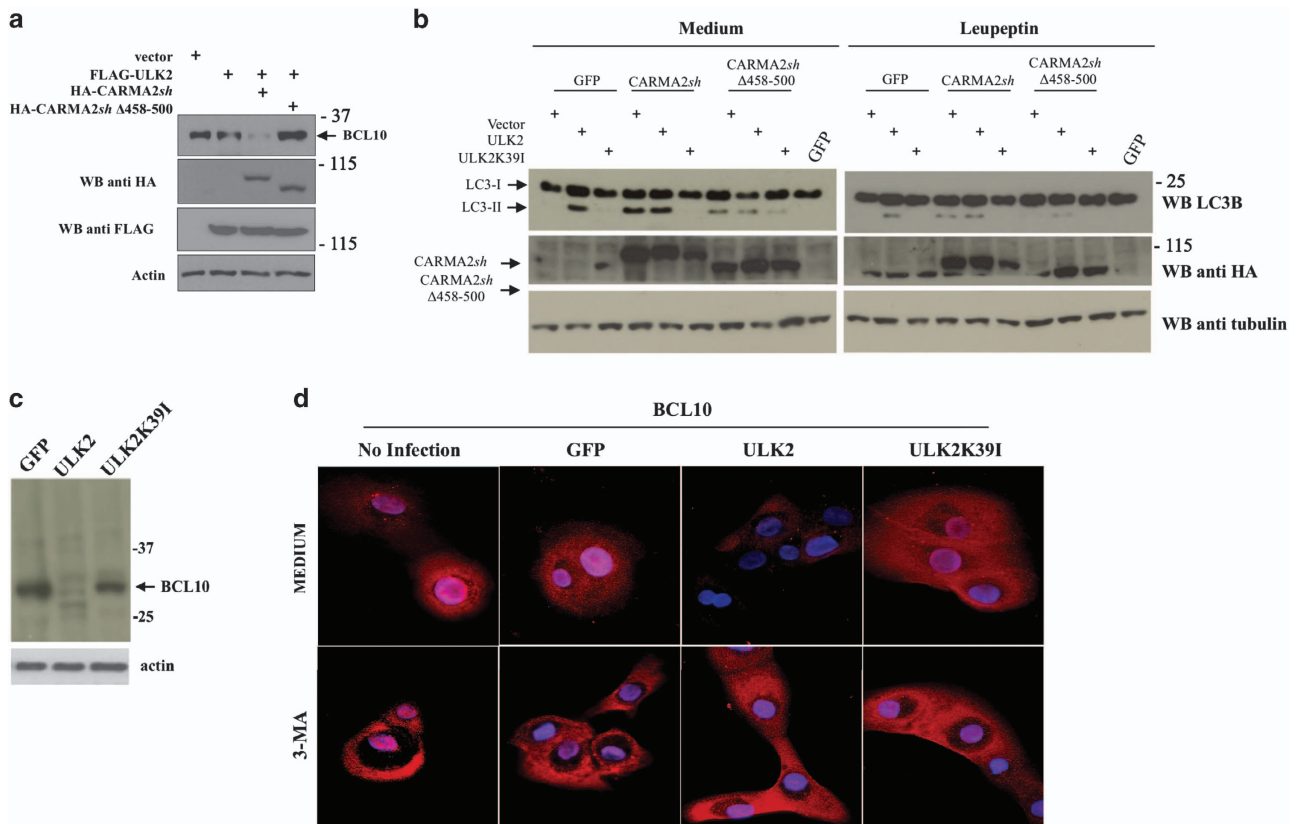 a
vector
FLAG-ULK2
HA-CARMA2sh
HA-CARMA2sh Δ458-500
+
+ + +
+
+
- 37
BCL10
- 115
WB anti HA
WB anti FLAG
- 115
Actin
b
Medium
Leupeptin
GFP
CARMA2sh
CARMA2sh
Δ458-500
GFP
CARMA2sh
CARMA2sh
Δ458-500
Vector
ULK2
ULK2K39I
+ + + + + +
+ + + + + +
+ + + + + +
GFP
GFP
LC3-I
LC3-II
- 25
WB LC3B
CARMA2sh
CARMA2sh
Δ458-500
- 115
WB anti HA
WB anti tubulin
c
GFP
ULK2
ULK2K39I
-37
BCL10
-25
actin
d
BCL10
No Infection
GFP
ULK2
ULK2K39I
MEDIUM
3-MA